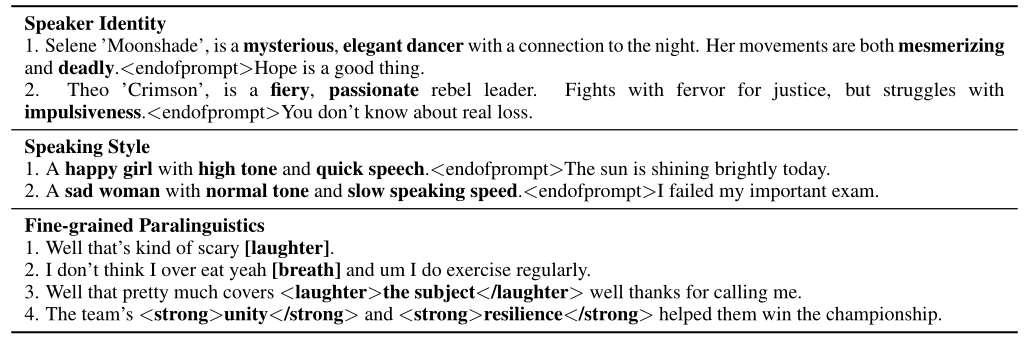 Speaker Identity
1. Selene 'Moonshade', is a mysterious, elegant dancer with a connection to the night. Her movements are both mesmerizing
and deadly.<endofprompt>Hope is a good thing.
2. Theo 'Crimson', is a fiery, passionate rebel leader. Fights with fervor for justice, but struggles with
impulsiveness.<endofprompt>You don't know about real loss.
Speaking Style
1. A happy girl with high tone and quick speech.<endofprompt>The sun is shining brightly today.
2. A sad woman with normal tone and slow speaking speed.<endofprompt>I failed my important exam.
Fine-grained Paralinguistics
1. Well that's kind of scary [laughter].
2. I don't think I over eat yeah [breath] and um I do exercise regularly.
3. Well that pretty much covers <laughter>the subject</laughter> well thanks for calling me.
4. The team's <strong>unity</strong> and <strong>resilience</strong> helped them win the championship.